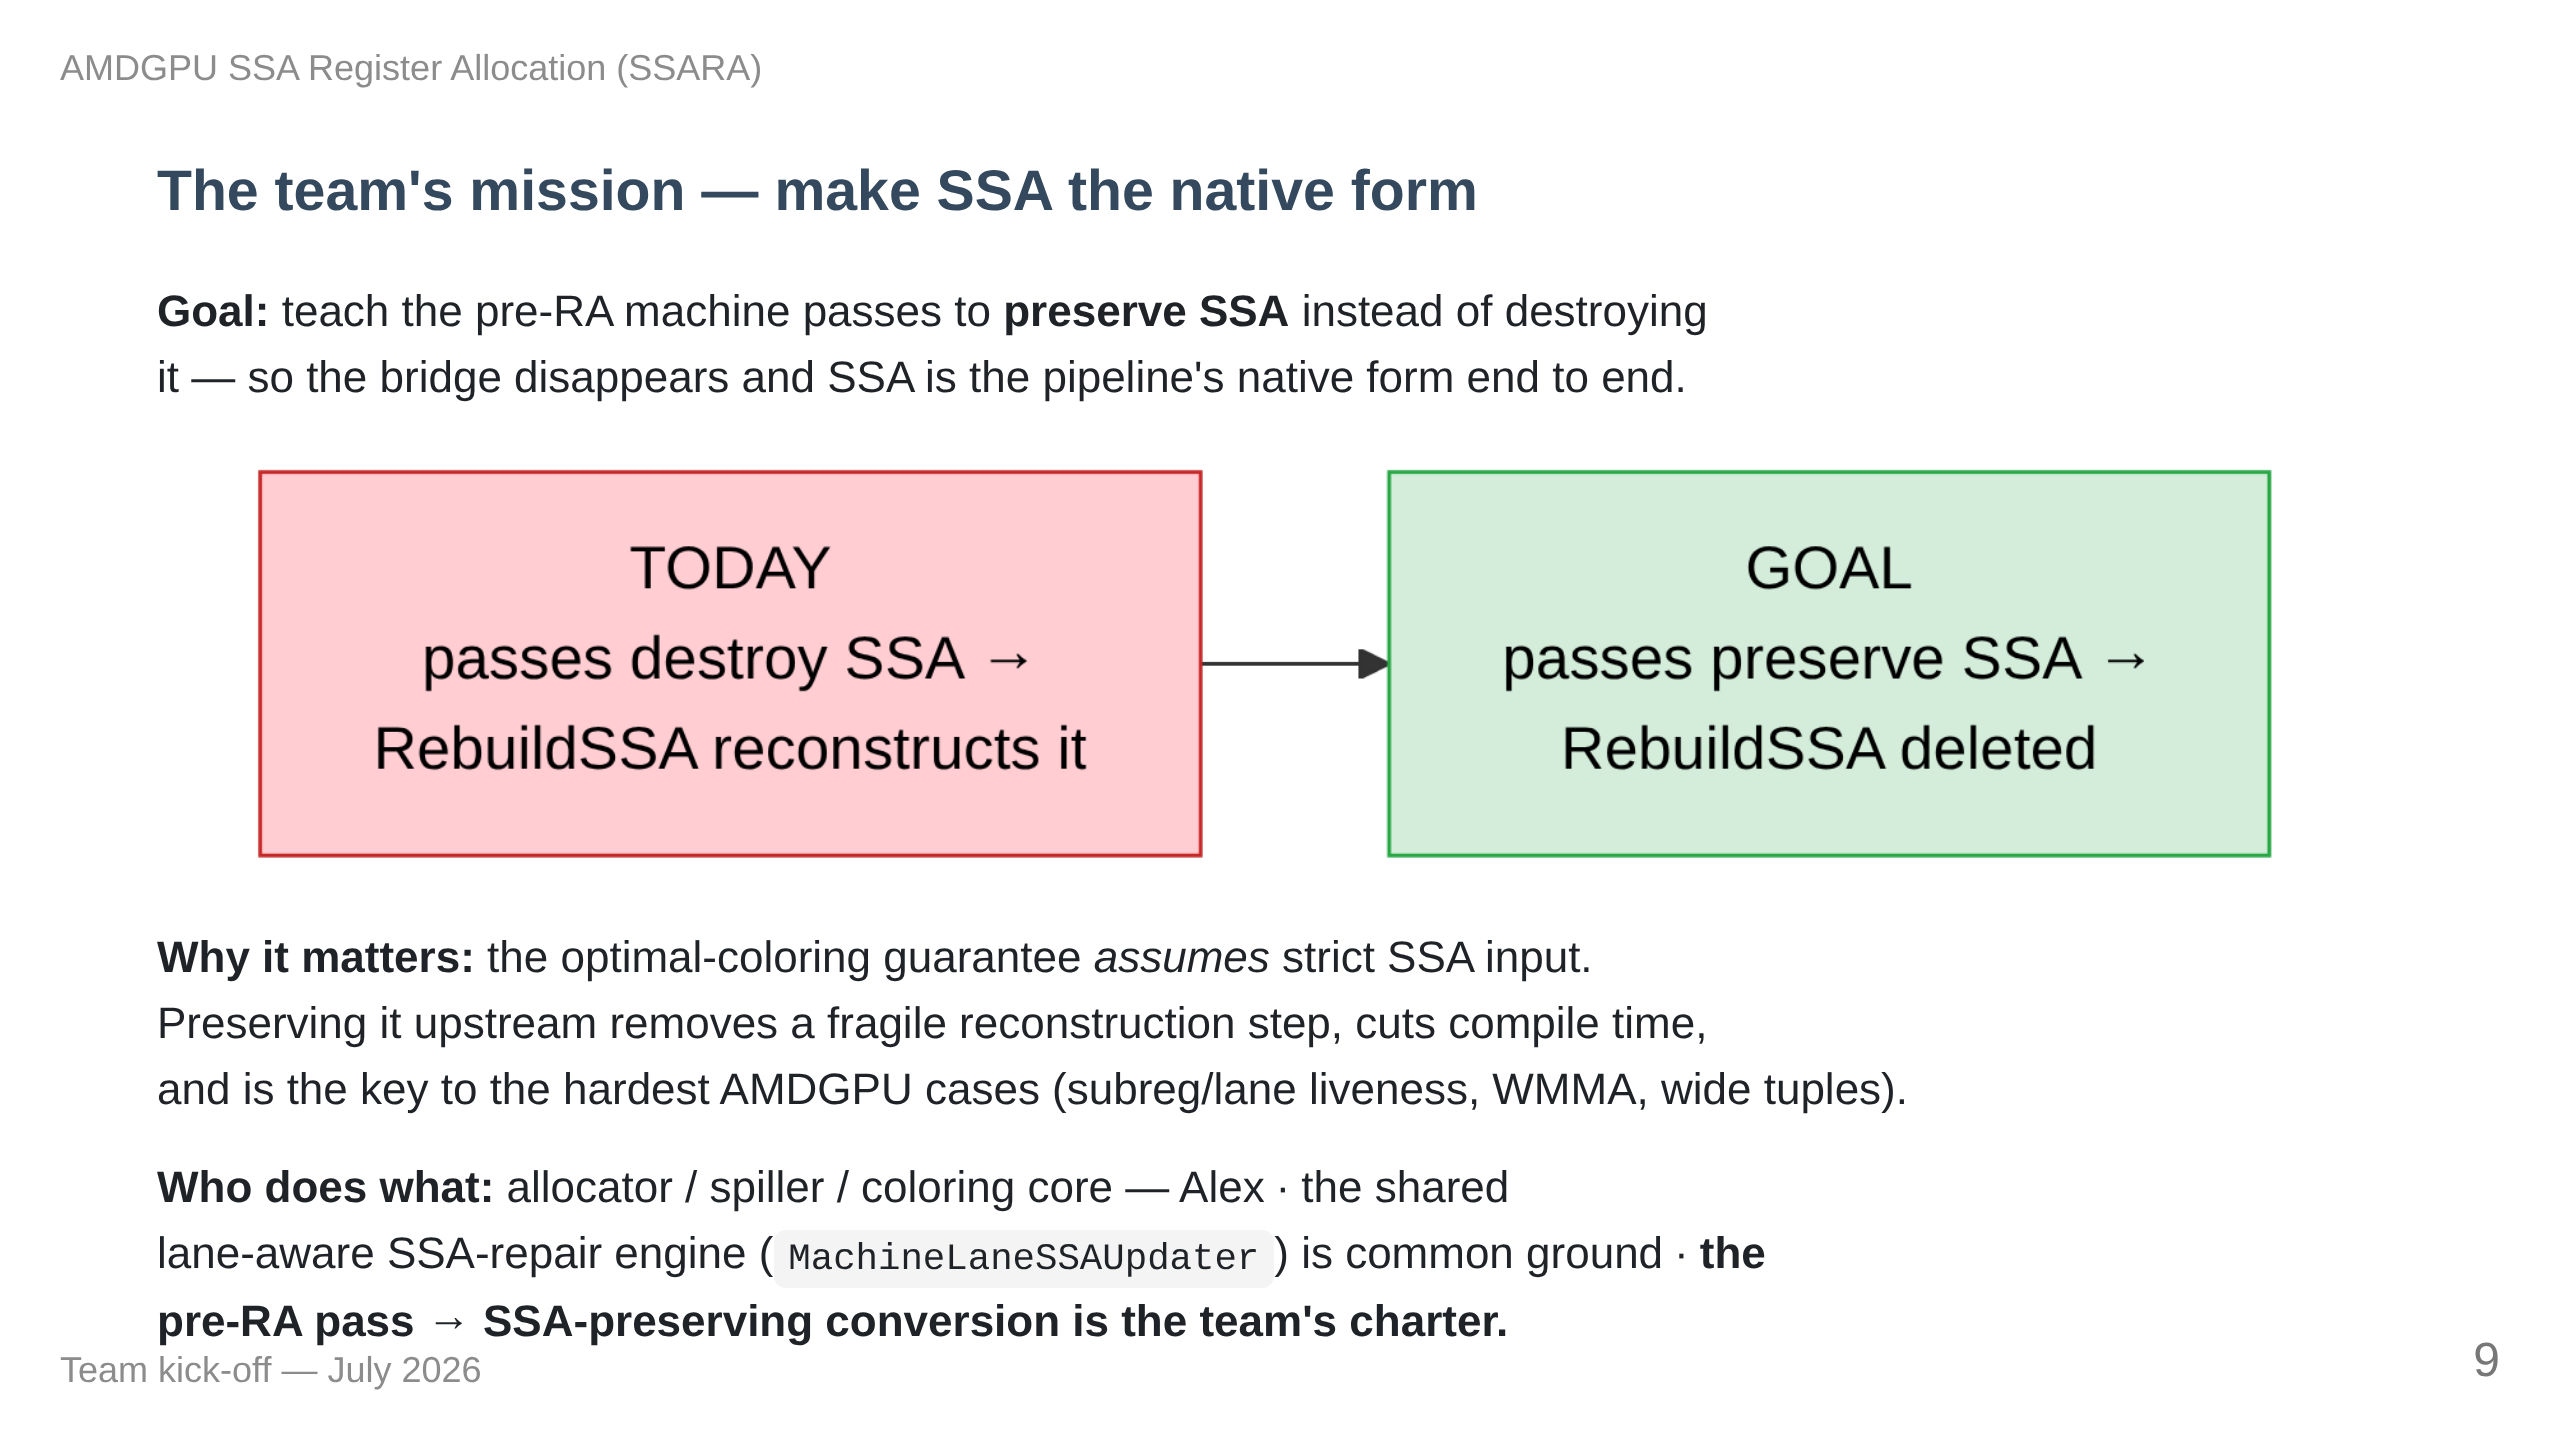 AMDGPU SSA Register Allocation (SSARA)
The team's mission — make SSA the native form
Goal: teach the pre-RA machine passes to preserve SSA instead of destroying
it — so the bridge disappears and SSA is the pipeline's native form end to end.
TODAY
passes destroy SSA →
RebuildSSA reconstructs it
GOAL
passes preserve SSA →
RebuildSSA deleted
Why it matters: the optimal-coloring guarantee assumes strict SSA input.
Preserving it upstream removes a fragile reconstruction step, cuts compile time,
and is the key to the hardest AMDGPU cases (subreg/lane liveness, WMMA, wide tuples).
Who does what: allocator / spiller / coloring core — Alex · the shared
lane-aware SSA-repair engine (MachineLaneSSAUpdater) is common ground · the
pre-RA pass → SSA-preserving conversion is the team's charter.
Team kick-off — July 2026
9